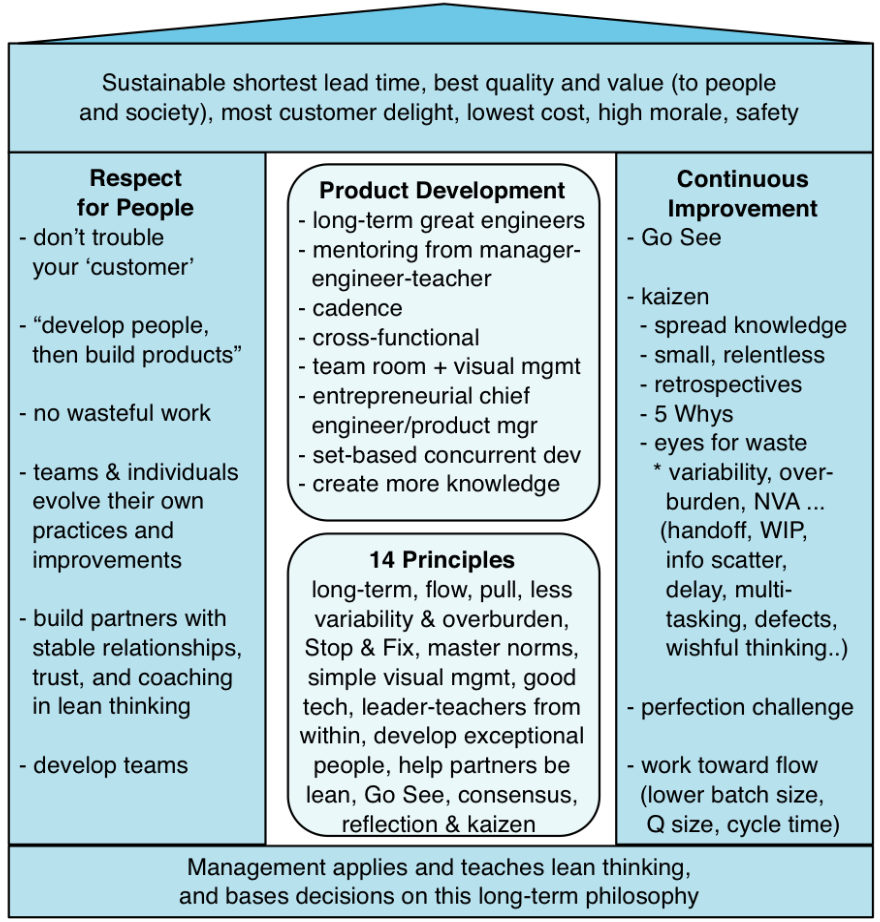 Sustainable shortest lead time, best quality and value (to people
and society), most customer delight, lowest cost, high morale, safety
Respect
for People
- don’t trouble
your ‘customer’
- “develop people,
then build products”
- no wasteful work
- teams & individuals
evolve their own
practices and
improvements
- build partners with
stable relationships,
trust, and coaching
in lean thinking
- develop teams
Product Development
- long-term great engineers
- mentoring from manager-
engineer-teacher
- cadence
- cross-functional
- team room + visual mgmt
- entrepreneurial chief
engineer/product mgr
- set-based concurrent dev
- create more knowledge
14 Principles
long-term, flow, pull, less
variability & overburden,
Stop & Fix, master norms,
simple visual mgmt, good
tech, leader-teachers from
within, develop exceptional
people, help partners be
lean, Go See, consensus,
reflection & kaizen
Continuous
Improvement
- Go See
- kaizen
- spread knowledge
- small, relentless
- retrospectives
- 5 Whys
- eyes for waste
* variability, over-
burden, NVA ...
(handoff, WIP,
info scatter,
delay, multi-
tasking, defects,
wishful thinking..)
- perfection challenge
- work toward flow
(lower batch size,
Q size, cycle time)
Management applies and teaches lean thinking,
and bases decisions on this long-term philosophy